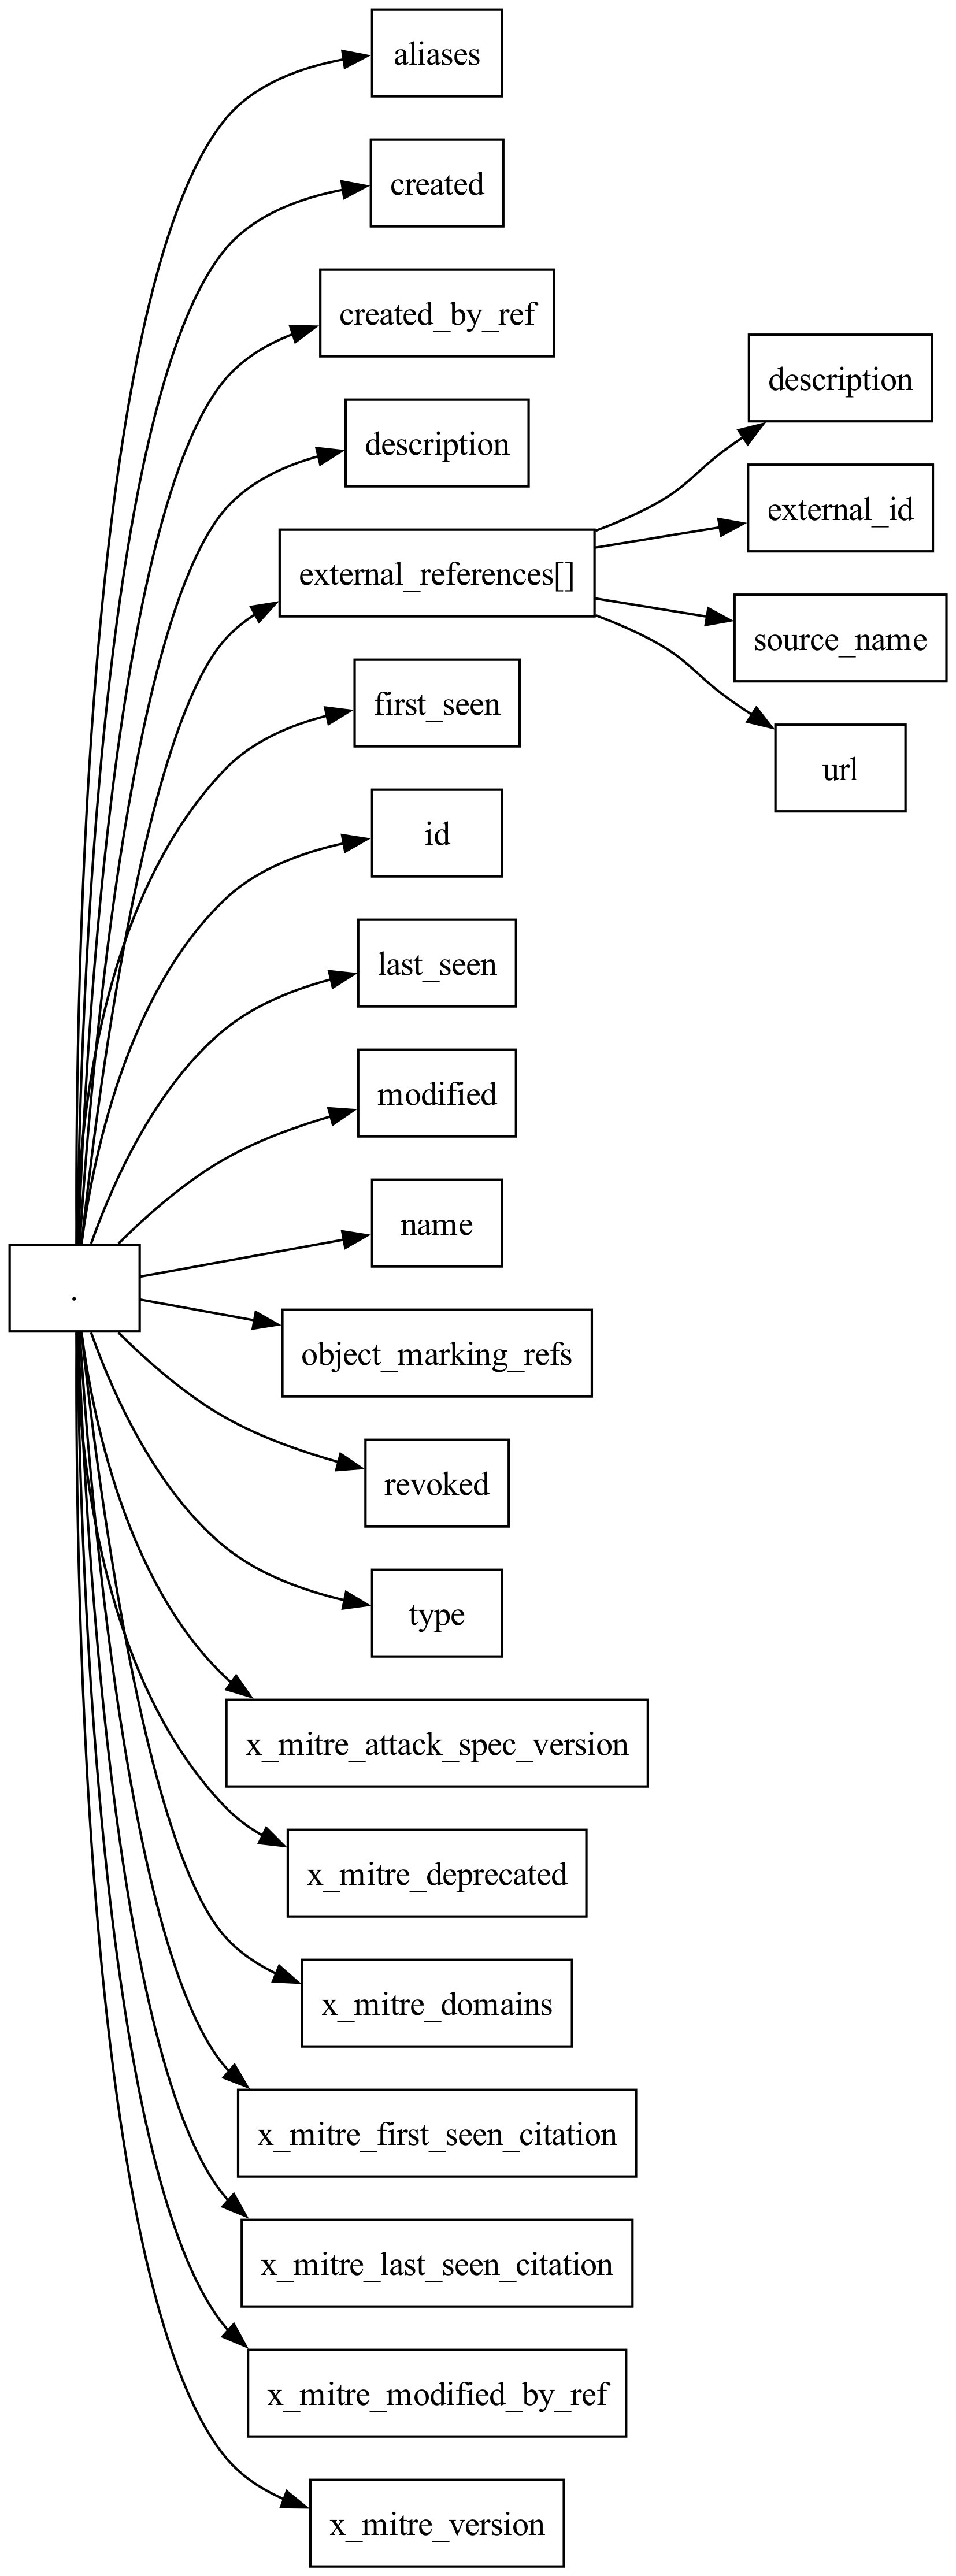 aliases
created
created_by_ref
description
external_references[]
description
external_id
source_name
url
first_seen
id
last_seen
modified
name
.
object_marking_refs
revoked
type
x_mitre_attack_spec_version
x_mitre_deprecated
x_mitre_domains
x_mitre_first_seen_citation
x_mitre_last_seen_citation
x_mitre_modified_by_ref
x_mitre_version